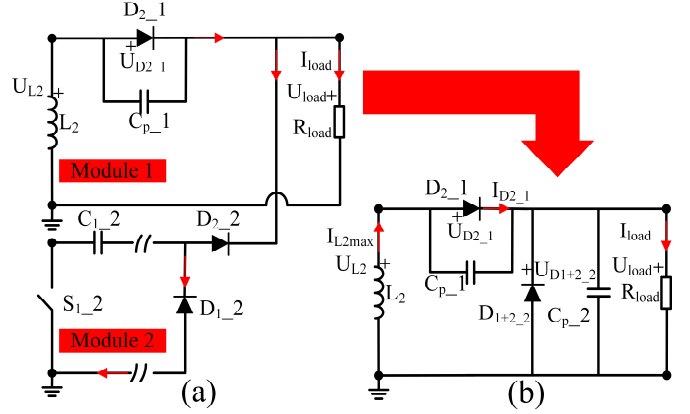 D2_1
+
UD2_1
Cp_1
UL2
+
L2
Iload
Uload+
Rload
Module 1
C1_2
D2_2
S1_2
D1_2
Module 2
(a)
D2_1
ID2_1
+
UD2_1
IL2max
UL2
+
L2
Cp_1
+
UD1+2_2
D1+2_2
Cp_2
Iload
Uload+
Rload
(b)